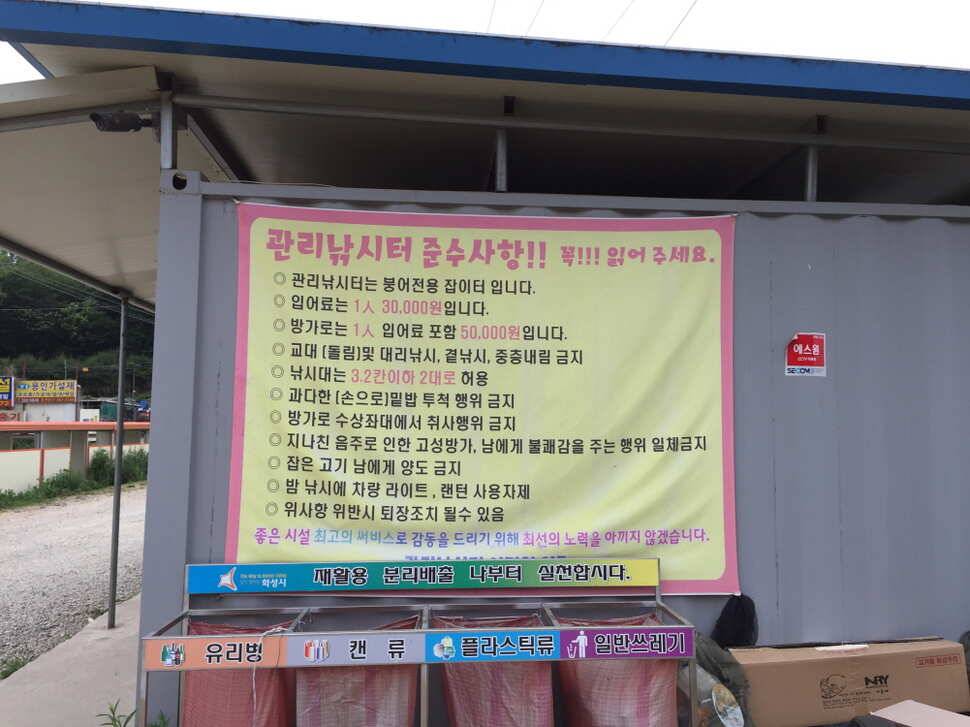 관리낚시터 준수사항!! 꼭!!! 읽어 주세요.
◎ 관리낚시터는 붕어전용 잡이터 입니다.
◎ 입어료는 1人 30,000원입니다.
◎ 방가로는 1人 입어료 포함 50,000원입니다.
◎ 교대 (돌림)및 대리낚시, 곁낚시, 중층내림 금지
◎ 낚시대는 3.2칸이하 2대로 허용
◎ 과다한 (손으로)밑밥 투척 행위 금지
◎ 방가로 수상좌대에서 취사행위 금지
◎ 지나친 음주로 인한 고성방가, 남에게 불쾌감을 주는 행위 일체금지
◎ 잡은 고기 남에게 양도 금지
◎ 밤 낚시에 차량 라이트 , 랜턴 사용자제
◎ 위사항 위반시 퇴장조치 될수 있음
좋은 시설 최고의 써비스로 감동을 드리기 위해 최선의 노력을 아끼지 않겠습니다.
에스원
SECOM
용인가설재
화성시
재활용 분리배출 나부터 실천합시다.
유리병 캔 류 플라스틱류 일반쓰레기
NRY